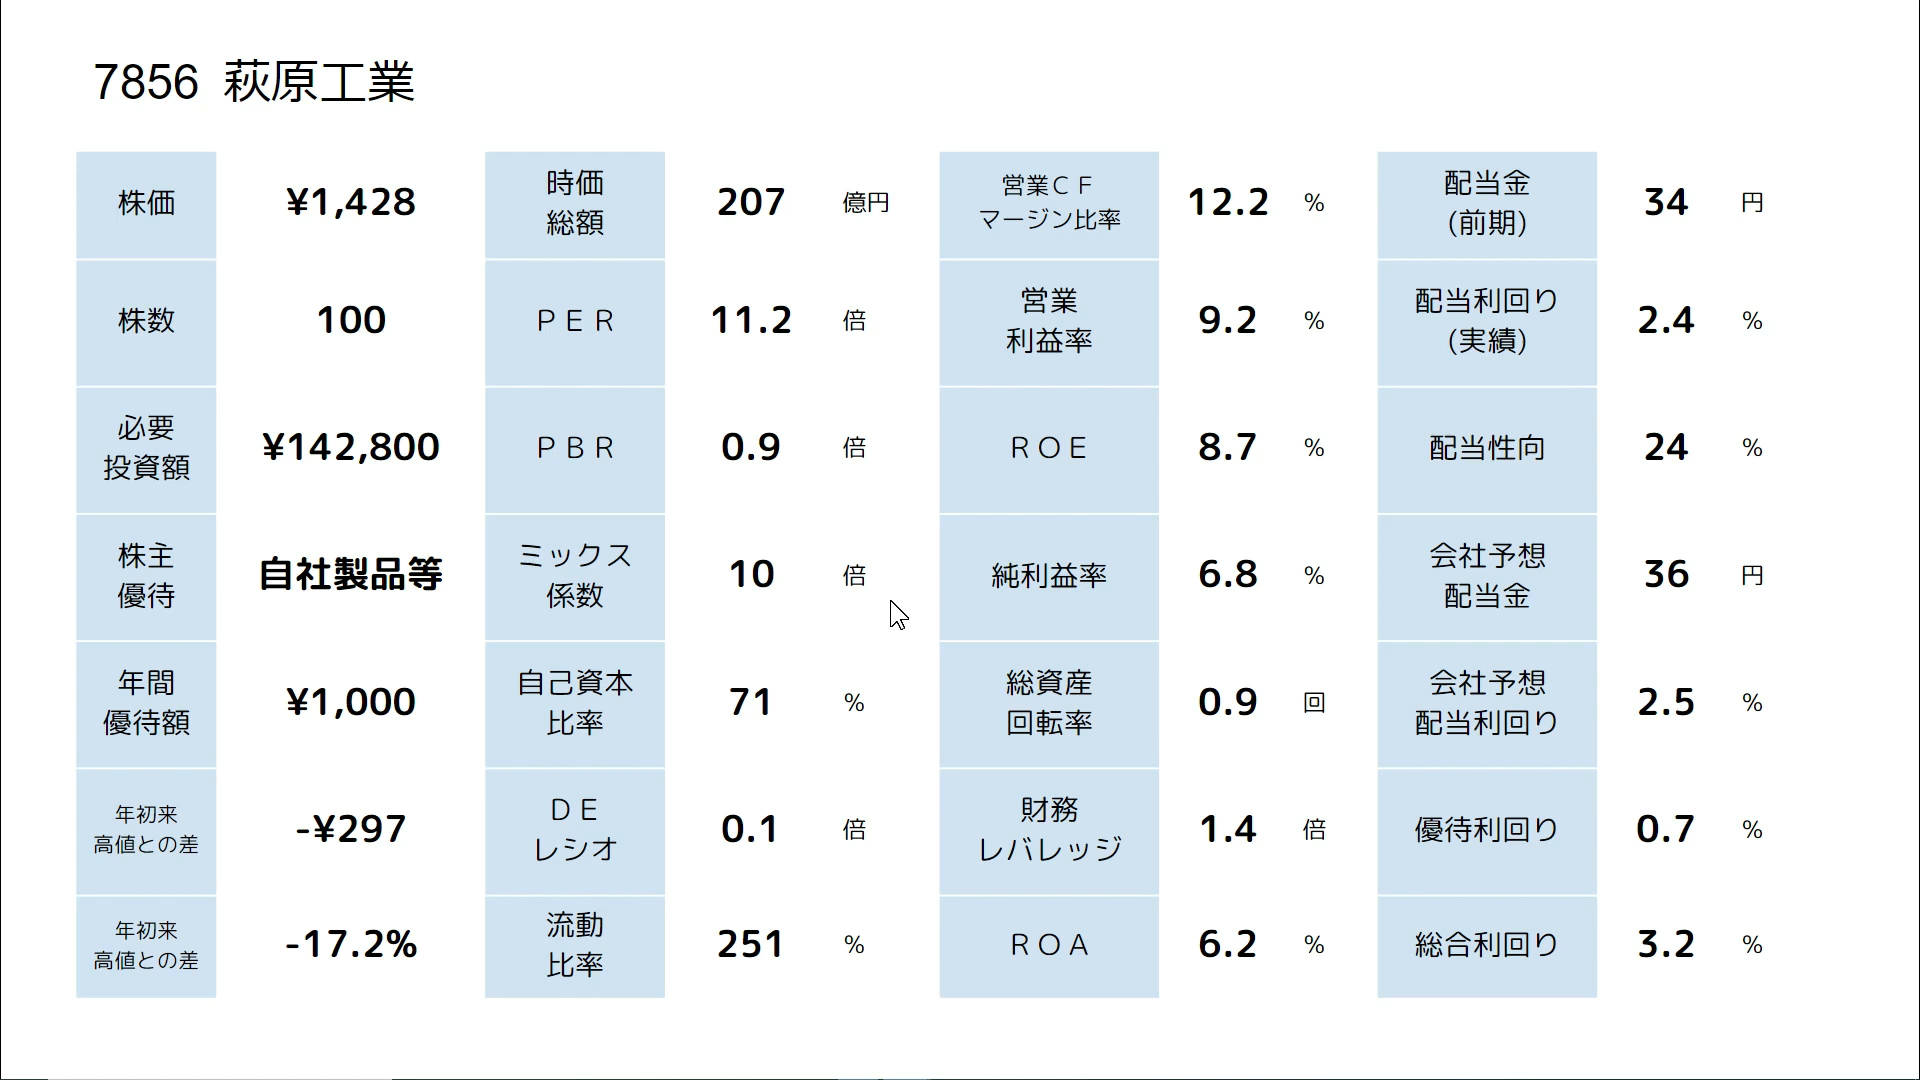 7856 萩原工業
株価 ¥1,428 時価総額 207 億円 営業ＣＦマージン比率 12.2 % 配当金(前期) 34 円
株数 100 ＰＥＲ 11.2 倍 営業利益率 9.2 % 配当利回り(実績) 2.4 %
必要投資額 ¥142,800 ＰＢＲ 0.9 倍 ＲＯＥ 8.7 % 配当性向 24 %
株主優待 自社製品等 ミックス係数 10 倍 純利益率 6.8 % 会社予想配当金 36 円
年間優待額 ¥1,000 自己資本比率 71 % 総資産回転率 0.9 回 会社予想配当利回り 2.5 %
年初来高値との差 -¥297 ＤＥレシオ 0.1 倍 財務レバレッジ 1.4 倍 優待利回り 0.7 %
年初来高値との差 -17.2% 流動比率 251 % ＲＯＡ 6.2 % 総合利回り 3.2 %